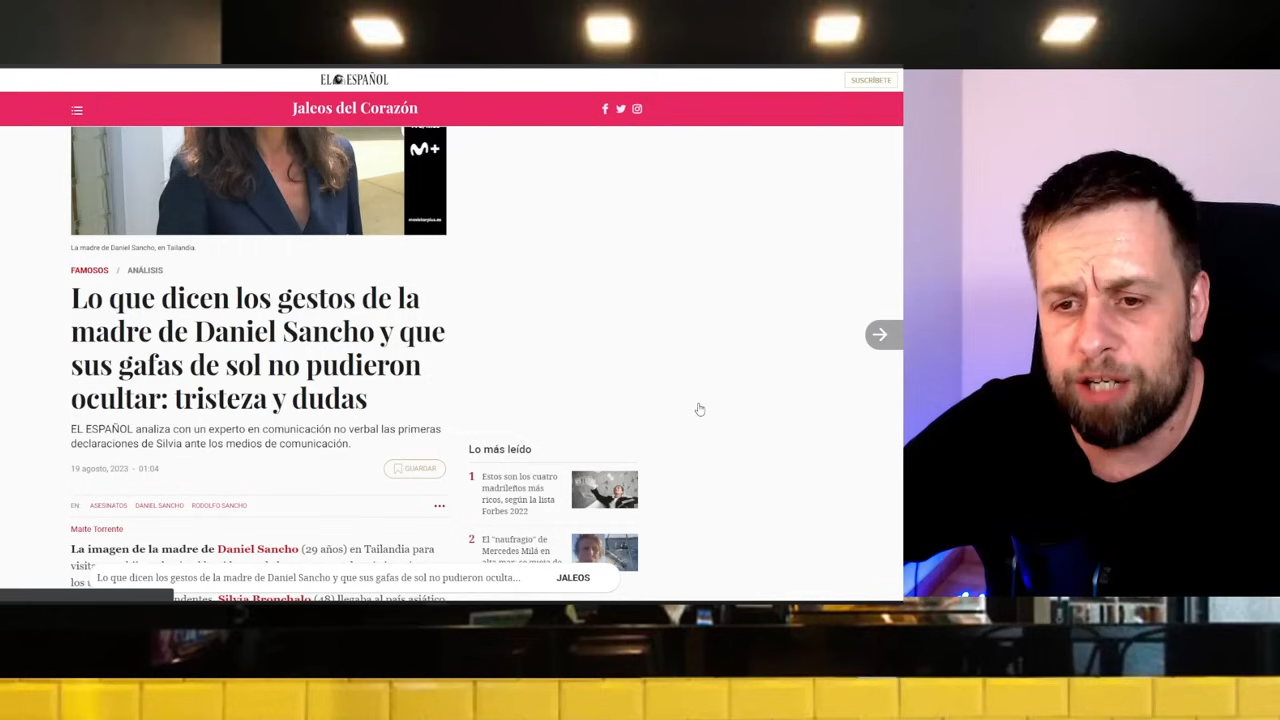 EL ESPAÑOL
SUSCRÍBETE
Jaleos del Corazón
M+
movistarplus.es
La madre de Daniel Sancho, en Tailandia.
FAMOSOS / ANÁLISIS
Lo que dicen los gestos de la
madre de Daniel Sancho y que
sus gafas de sol no pudieron
ocultar: tristeza y dudas
EL ESPAÑOL analiza con un experto en comunicación no verbal las primeras
declaraciones de Silvia ante los medios de comunicación.
19 agosto, 2023 - 01:04
GUARDAR
EN: ASESINATOS DANIEL SANCHO RODOLFO SANCHO
Maite Torrente
La imagen de la madre de Daniel Sancho (29 años) en Tailandia para
Lo que dicen los gestos de la madre de Daniel Sancho y que sus gafas de sol no pudieron oculta...
JALEOS
Silvia Bronchalo (48) llegaba al país asiático
Lo más leído
1 Estos son los cuatro
madrileños más
ricos, según la lista
Forbes 2022
2 El "naufragio" de
Mercedes Milá en